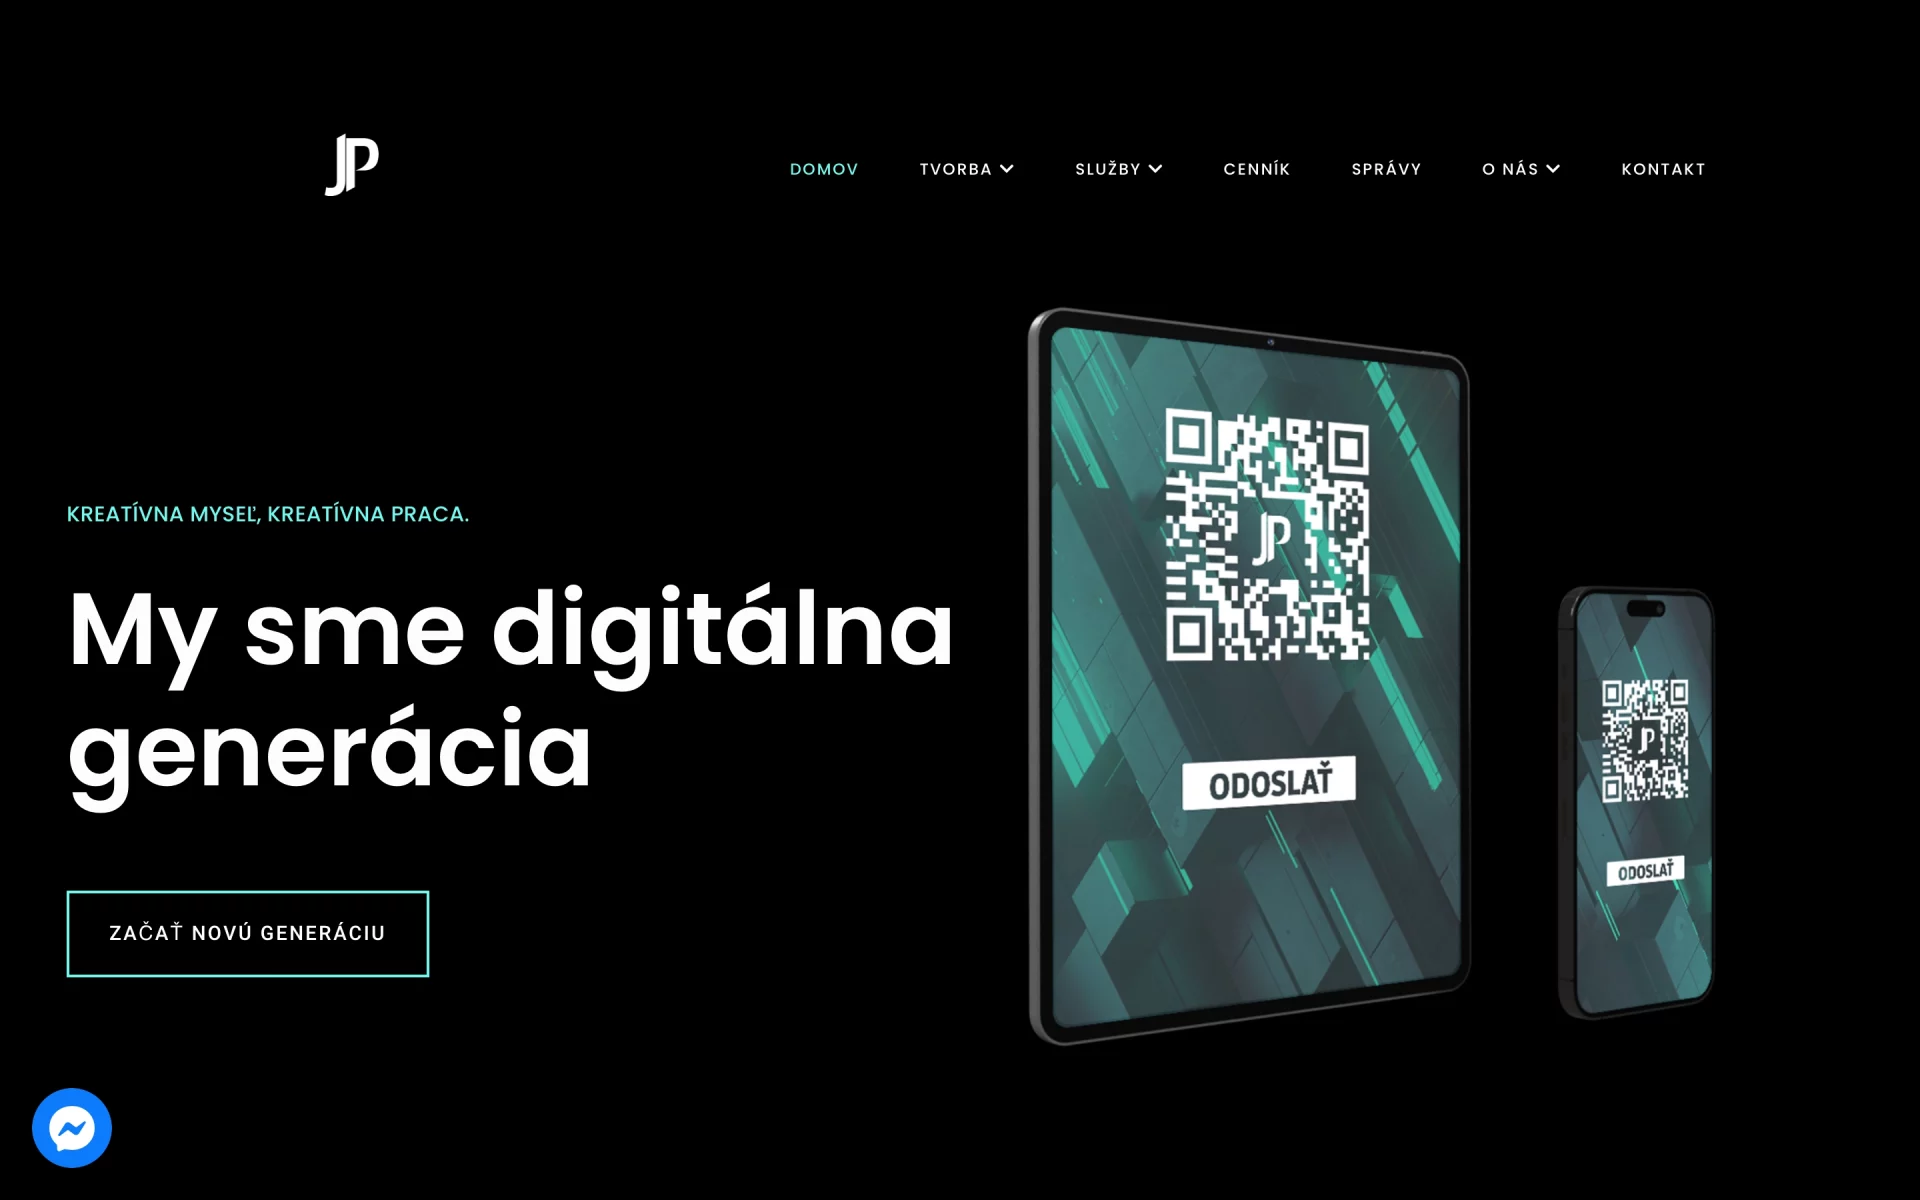 JP
DOMOV
TVORBA
SLUŽBY
CENNÍK
SPRÁVY
O NÁS
KONTAKT
KREATÍVNA MYSEĽ, KREATÍVNA PRACA.
My sme digitálna
generácia
ZAČAŤ NOVÚ GENERÁCIU
JP
ODOSLAŤ
JP
ODOSLAŤ